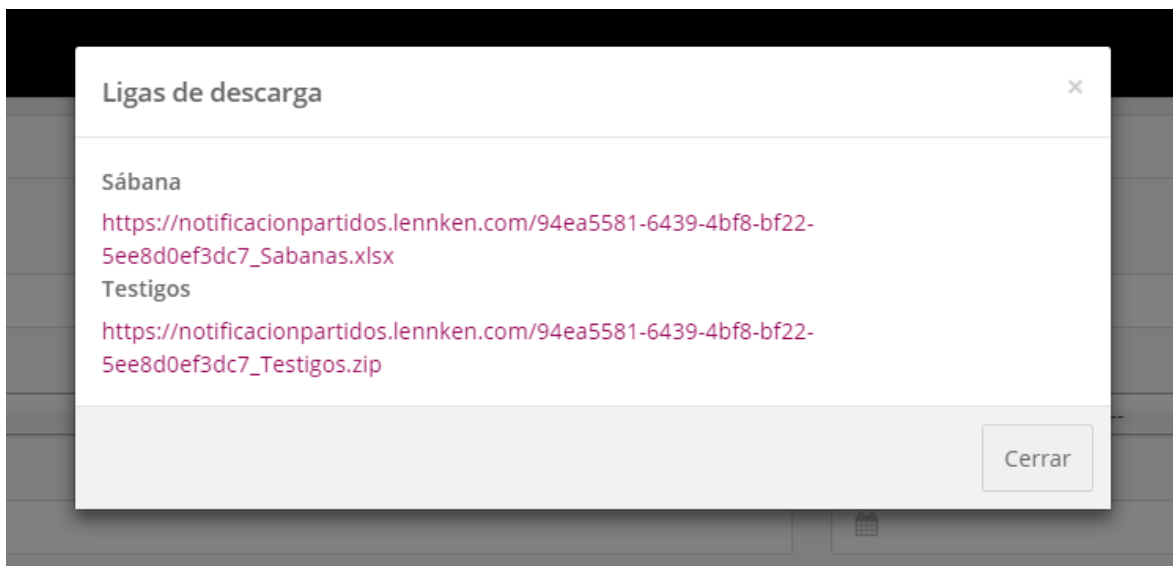 Ligas de descarga
×
Sábana
https://notificacionpartidos.lennken.com/94ea5581-6439-4bf8-bf22-
5ee8d0ef3dc7_Sabanas.xlsx
Testigos
https://notificacionpartidos.lennken.com/94ea5581-6439-4bf8-bf22-
5ee8d0ef3dc7_Testigos.zip
Cerrar